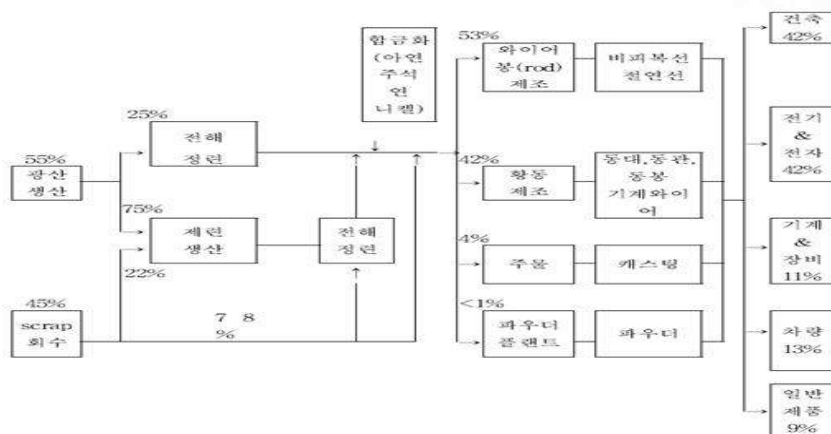 55%
광산
생산
45%
scrap
회수
25%
전해
정련
75%
제련
생산
22%
7 8
%
전해
정련
합금화
(아연
주석
연
니켈)
53%
와이어
봉(rod)
제조
비피복선
절연선
42%
황동
제조
동대,동관,
동봉
기계와이
어
4%
주물
캐스팅
<1%
파우더
플랜트
파우더
건축
42%
전기
&
전자
42%
기계
&
장비
11%
차량
13%
일반
제품
9%